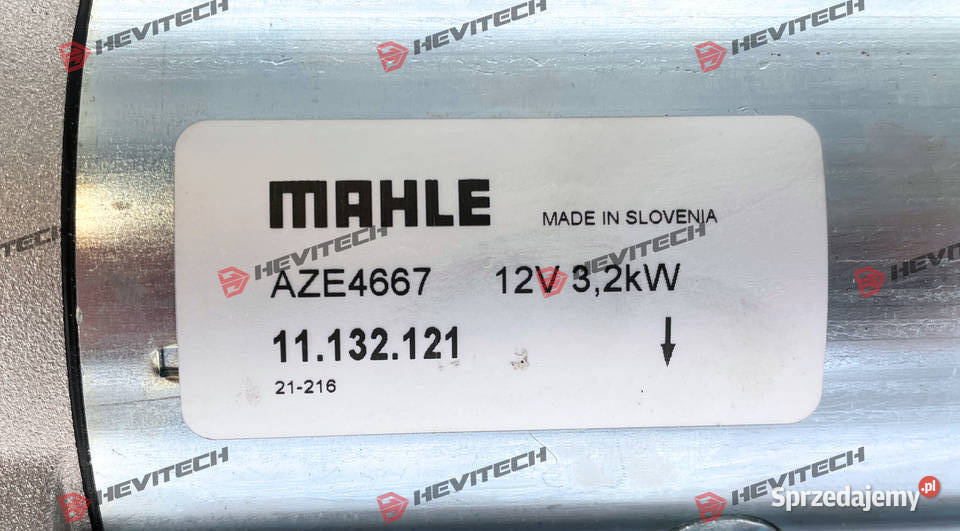 HEVITECH HEVITECH HEVITECH
MAHLE MADE IN SLOVENIA
HEVITECH HEVITECH HEVITECH
AZE4667 12V 3,2kW
11.132.121
21-216
HEVITECH HEVITECH HEVITECH
Sprzedajemy.pl